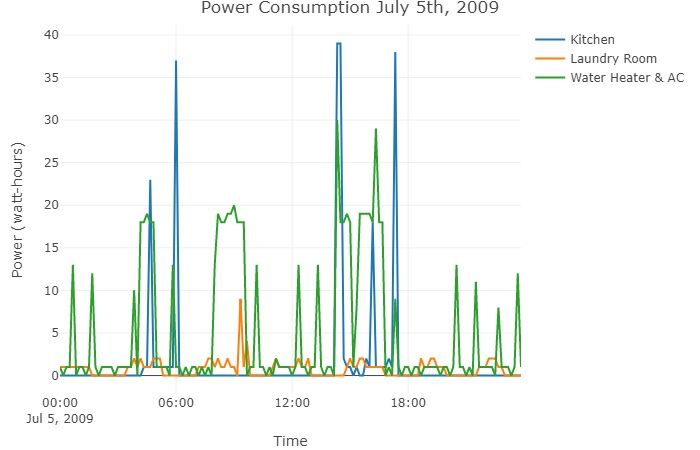 Power Consumption July 5th, 2009
Kitchen
Laundry Room
Water Heater & AC
Power (watt-hours)
40
35
30
25
20
15
10
5
0
00:00
06:00
12:00
18:00
Jul 5, 2009
Time